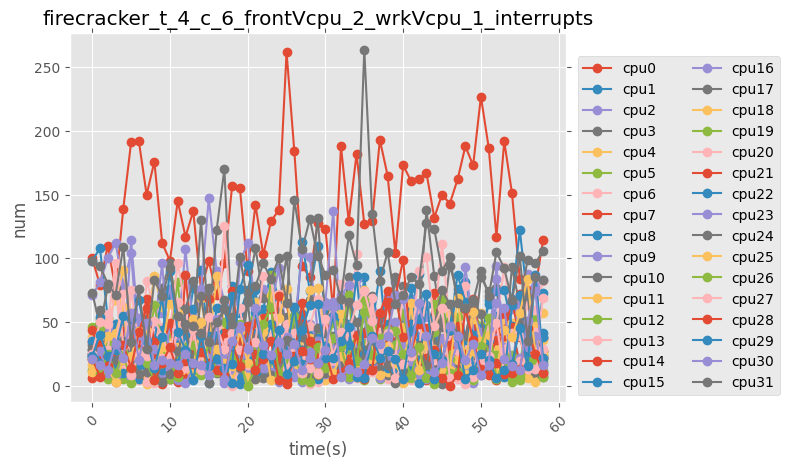 firecracker_t_4_c_6_frontVcpu_2_wrkVcpu_1_interrupts
num
250
200
150
100
50
0
0
10
20
30
40
50
60
time(s)
cpu0
cpu1
cpu2
cpu3
cpu4
cpu5
cpu6
cpu7
cpu8
cpu9
cpu10
cpu11
cpu12
cpu13
cpu14
cpu15
cpu16
cpu17
cpu18
cpu19
cpu20
cpu21
cpu22
cpu23
cpu24
cpu25
cpu26
cpu27
cpu28
cpu29
cpu30
cpu31